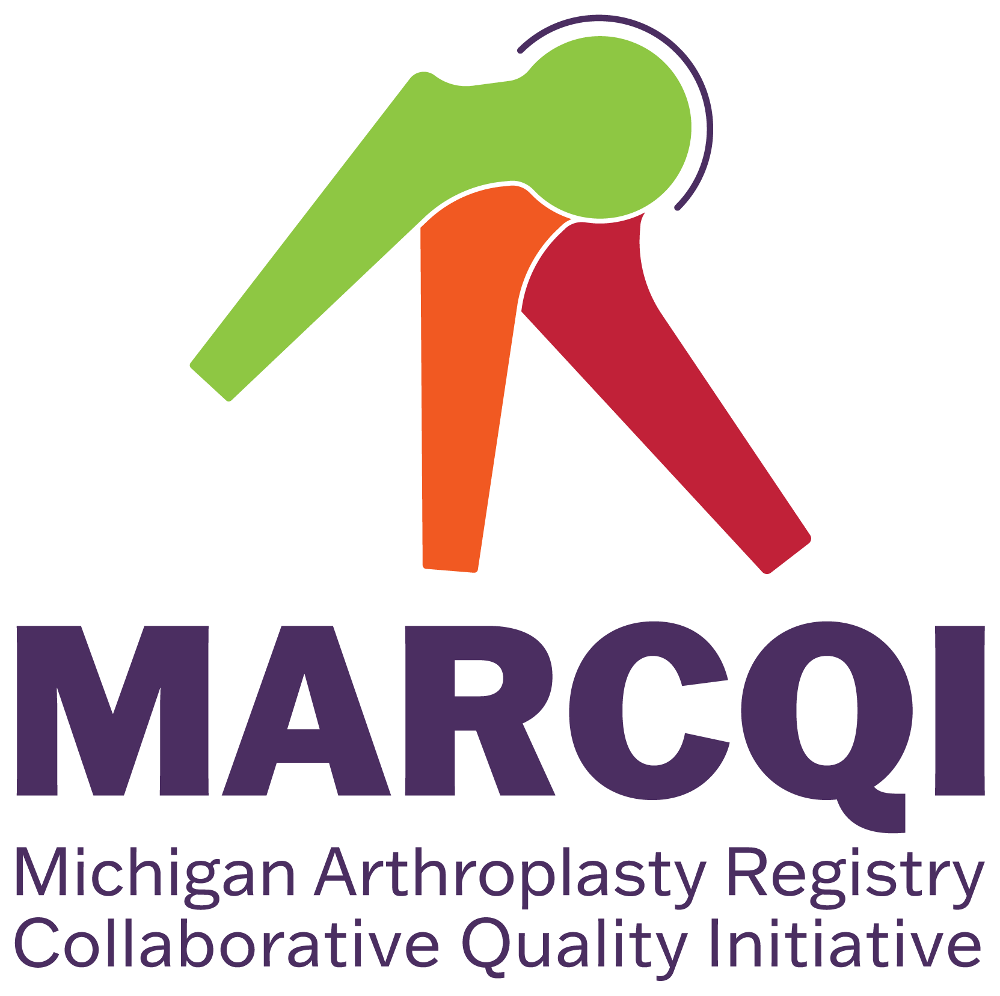 MARCQI
Michigan Arthroplasty Registry
Collaborative Quality Initiative